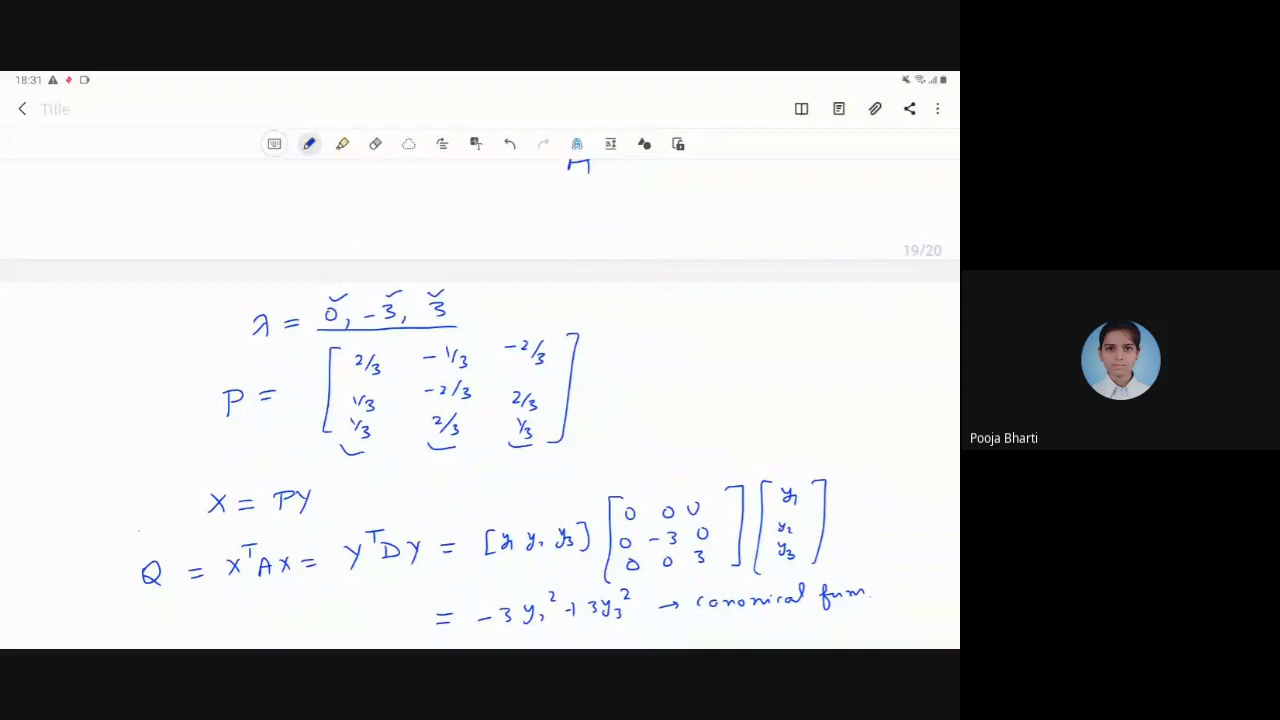 18:31
Title
19/20
λ = 0, -3, 3
P = [ 2/3 -1/3 -2/3
1/3 -2/3 2/3
1/3 2/3 1/3 ]
X = PY
Q = X^T A X = Y^T D Y = [y₁ y₂ y₃] [ 0 0 0 ; 0 -3 0 ; 0 0 3 ] [ y₁ ; y₂ ; y₃ ]
= -3y₂² + 3y₃² → canonical form.
Pooja Bharti